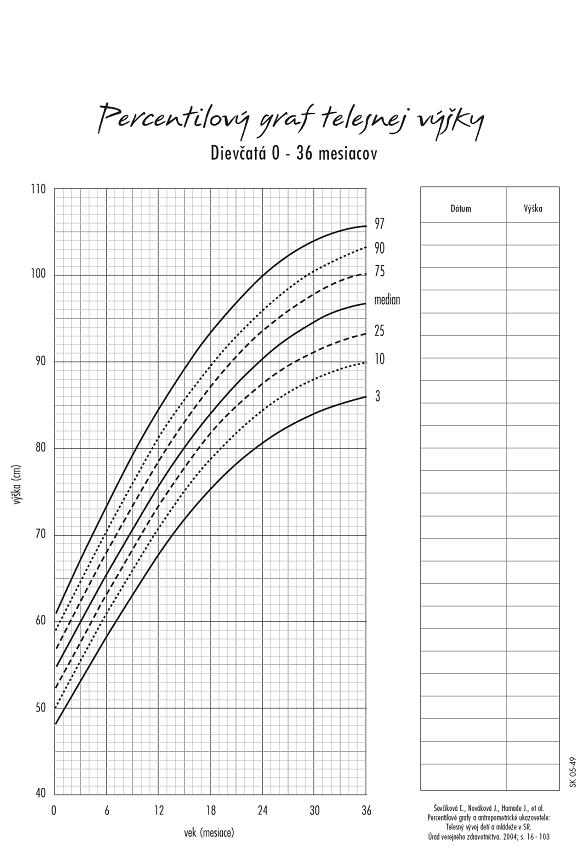 Percentilový graf telesnej výšky
Dievčatá 0 - 36 mesiacov
110
100
90
80
70
60
50
40
výška (cm)
97
90
75
median
25
10
3
0 6 12 18 24 30 36
vek (mesiace)
Dátum Výška
SK 05-49
Ševčíková Ľ., Nováková J., Hamade J., et al.
Percentilové grafy a antropometrické ukazovatele:
Telesný vývoj detí a mládeže v SR.
Úrad verejného zdravotníctva. 2004; s. 16 - 103